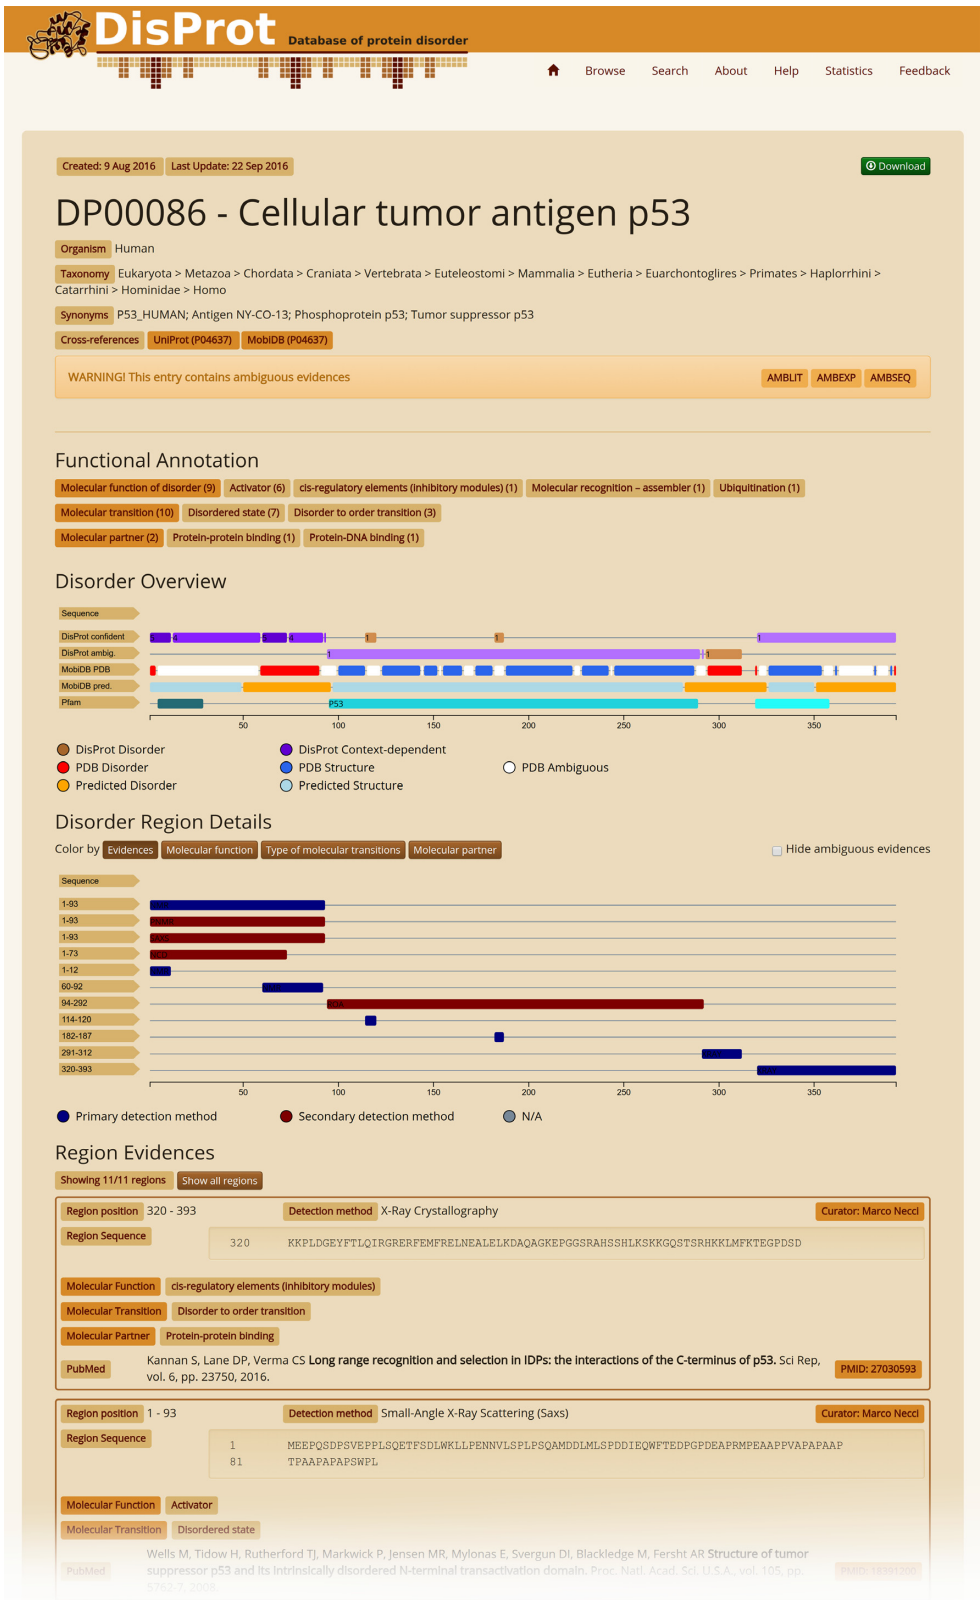 DisProt Database of protein disorder
Browse Search About Help Statistics Feedback
Created: 9 Aug 2016 Last Update: 22 Sep 2016 Download
DP00086 - Cellular tumor antigen p53
Organism Human
Taxonomy Eukaryota > Metazoa > Chordata > Craniata > Vertebrata > Euteleostomi > Mammalia > Eutheria > Euarchontoglires > Primates > Haplorrhini >
Catarrhini > Hominidae > Homo
Synonyms P53_HUMAN; Antigen NY-CO-13; Phosphoprotein p53; Tumor suppressor p53
Cross-references UniProt (P04637) MobiDB (P04637)
WARNING! This entry contains ambiguous evidences AMBLIT AMBEXP AMBSEQ
Functional Annotation
Molecular function of disorder (9) Activator (6) cis-regulatory elements (inhibitory modules) (1) Molecular recognition – assembler (1) Ubiquitination (1)
Molecular transition (10) Disordered state (7) Disorder to order transition (3)
Molecular partner (2) Protein-protein binding (1) Protein-DNA binding (1)
Disorder Overview
Sequence
DisProt confident 4 4 1 1 1
DisProt ambig. 1 1
MobiDB PDB
MobiDB pred.
Pfam P53
50 100 150 200 250 300 350
DisProt Disorder DisProt Context-dependent
PDB Disorder PDB Structure PDB Ambiguous
Predicted Disorder Predicted Structure
Disorder Region Details
Color by Evidences Molecular function Type of molecular transitions Molecular partner Hide ambiguous evidences
Sequence
1-93
1-93
1-93
1-73
1-12
60-92
94-292
114-120
182-187
291-312
320-393
50 100 150 200 250 300 350
Primary detection method Secondary detection method N/A
Region Evidences
Showing 11/11 regions Show all regions
Region position 320 - 393 Detection method X-Ray Crystallography Curator: Marco Necci
Region Sequence
320 KKPLDGEYFTLQIRGRERFEMFRELNEALELKDAQAGKEPGGSRAHSSHLKSKKGQSTSRHKKLMFKTEGPDSD
Molecular Function cis-regulatory elements (inhibitory modules)
Molecular Transition Disorder to order transition
Molecular Partner Protein-protein binding
PubMed Kannan S, Lane DP, Verma CS Long range recognition and selection in IDPs: the interactions of the C-terminus of p53. Sci Rep,
vol. 6, pp. 23750, 2016. PMID: 27030593
Region position 1 - 93 Detection method Small-Angle X-Ray Scattering (Saxs) Curator: Marco Necci
Region Sequence
1 MEEPQSDPSVEPPLSQETFSDLWKLLPENNVLSPLPSQAMDDLMLSPDDIEQWFTEDPGPDEAPRMPEAAPPVAPAPAAP
81 TPAAPAPAPSWPL
Molecular Function Activator
Molecular Transition Disordered state
Wells M, Tidow H, Rutherford TJ, Markwick P, Jensen MR, Mylonas E, Svergun DI, Blackledge M, Fersht AR Structure of tumor
PubMed suppressor p53 and its intrinsically disordered N-terminal transactivation domain. Proc. Natl. Acad. Sci. U.S.A., vol. 105, pp.
5762-7, 2008. PMID: 18391200